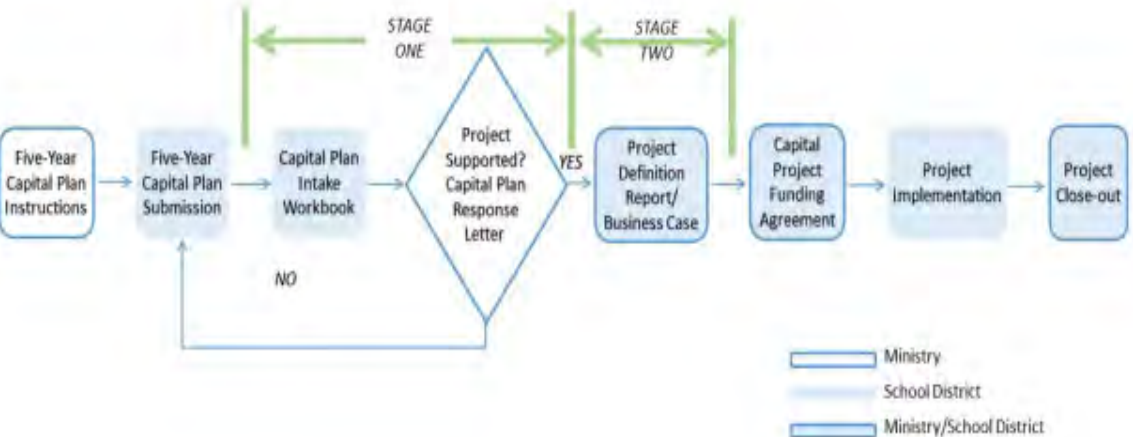 STAGE
ONE
STAGE
TWO
Five-Year
Capital Plan
Instructions
Five-Year
Capital Plan
Submission
Capital Plan
Intake
Workbook
Project
Supported?
Capital Plan
Response
Letter
YES
Project
Definition
Report/
Business Case
Capital
Project
Funding
Agreement
Project
Implementation
Project
Close-out
NO
Ministry
School District
Ministry/School District